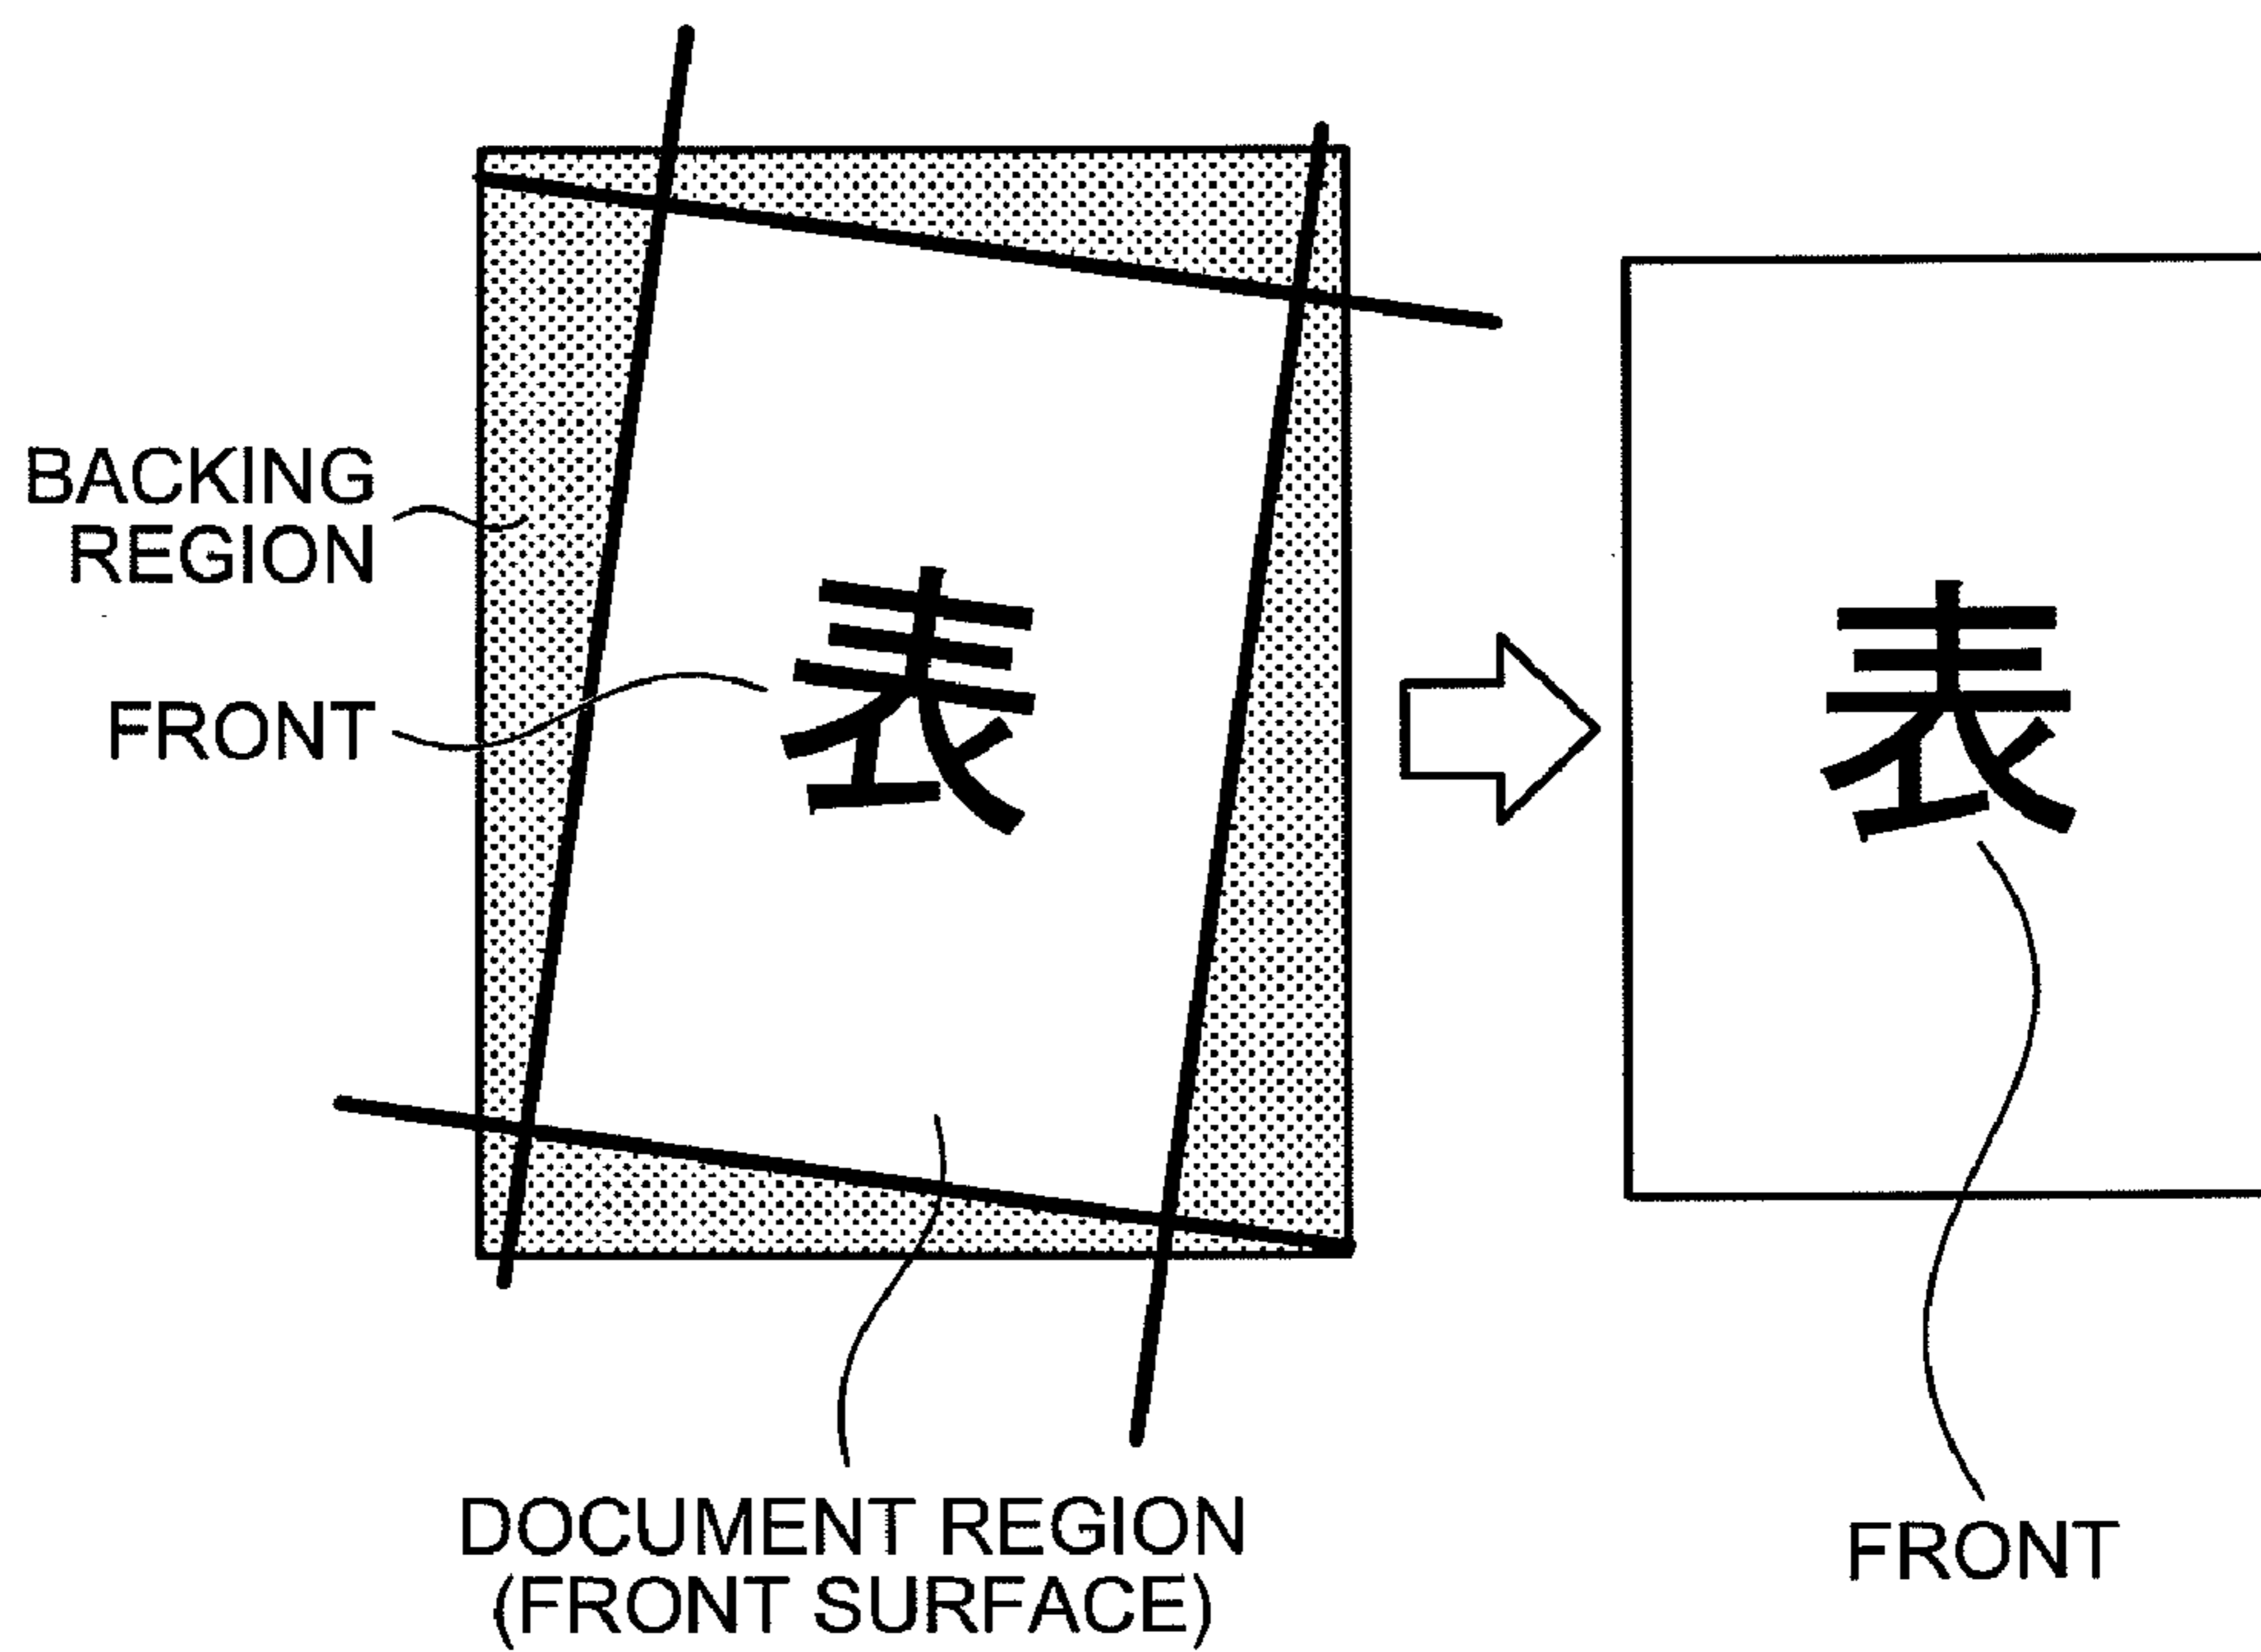 BACKING
REGION
FRONT
表
表
DOCUMENT REGION
(FRONT SURFACE)
FRONT